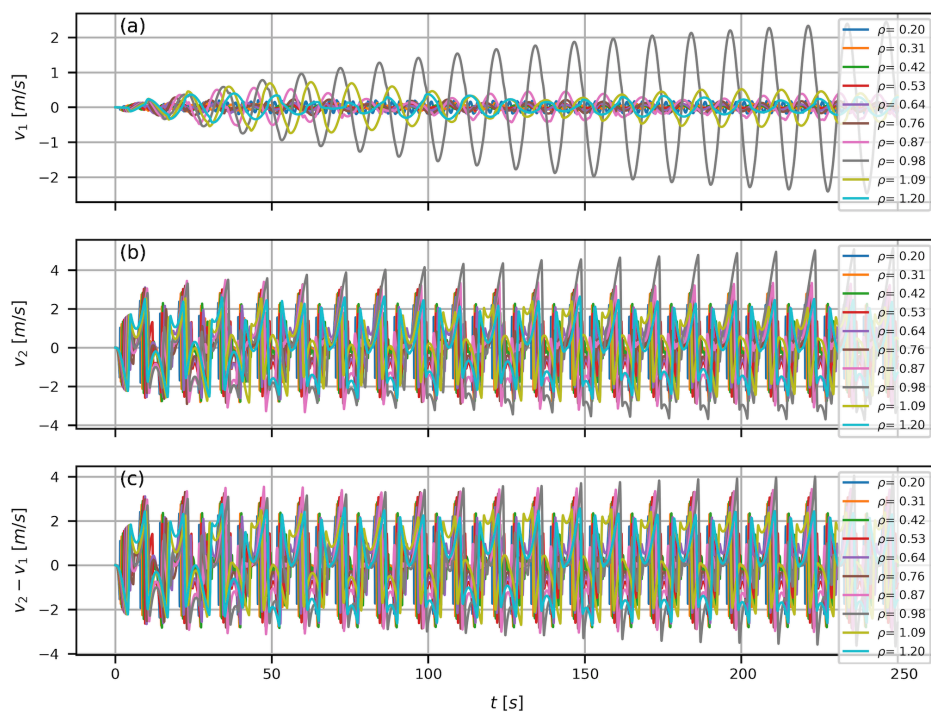 (a)
2
1
0
−1
−2
v₁ [m/s]
ρ= 0.20
ρ= 0.31
ρ= 0.42
ρ= 0.53
ρ= 0.64
ρ= 0.76
ρ= 0.87
ρ= 0.98
ρ= 1.09
ρ= 1.20
(b)
4
2
0
−2
−4
v₂ [m/s]
ρ= 0.20
ρ= 0.31
ρ= 0.42
ρ= 0.53
ρ= 0.64
ρ= 0.76
ρ= 0.87
ρ= 0.98
ρ= 1.09
ρ= 1.20
(c)
4
2
0
−2
−4
v₂ − v₁ [m/s]
ρ= 0.20
ρ= 0.31
ρ= 0.42
ρ= 0.53
ρ= 0.64
ρ= 0.76
ρ= 0.87
ρ= 0.98
ρ= 1.09
ρ= 1.20
0 50 100 150 200 250
t [s]